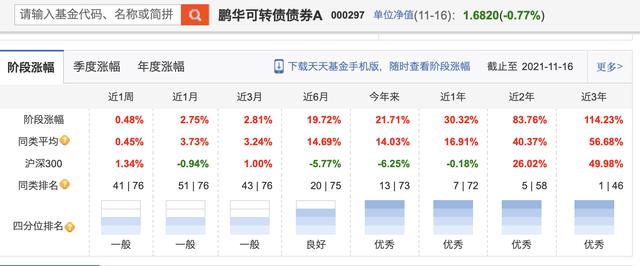 请输入基金代码、名称或简拼 鹏华可转债债券A 000297 单位净值(11-16): 1.6820(-0.77%)
阶段涨幅 季度涨幅 年度涨幅 下载天天基金手机版，随时查看阶段涨幅 截止至 2021-11-16 更多>
近1周 近1月 近3月 近6月 今年来 近1年 近2年 近3年
阶段涨幅 0.48% 2.75% 2.81% 19.72% 21.71% 30.32% 83.76% 114.23%
同类平均 0.45% 3.73% 3.24% 14.69% 14.03% 16.91% 40.37% 56.68%
沪深300 1.34% -0.94% 1.00% -5.77% -6.25% -0.18% 26.02% 49.98%
同类排名 41 | 76 51 | 76 43 | 76 20 | 75 13 | 73 7 | 72 5 | 58 1 | 46
四分位排名 一般 一般 一般 良好 优秀 优秀 优秀 优秀